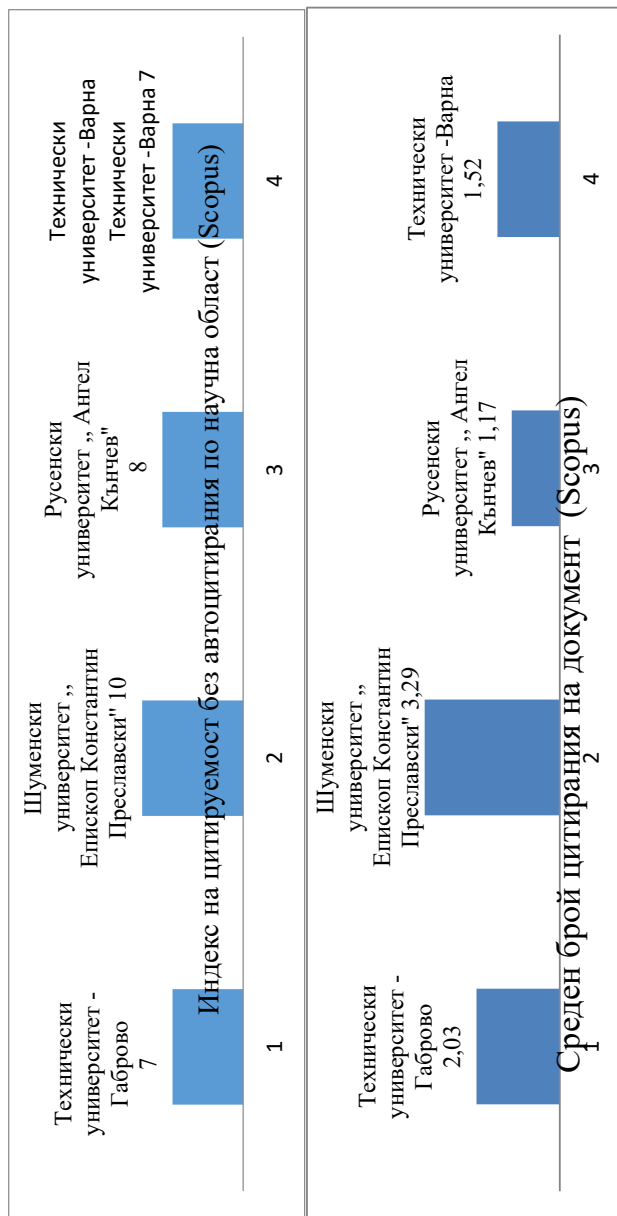 Технически
университет -
Габрово
7
Шуменски
университет ,,
Епископ Константин
Преславски" 10
Русенски
университет ,, Ангел
Кънчев"
8
Технически
университет -Варна
Технически
университет -Варна 7
1
2
3
4
Индекс на цитируемост без автоцитирания по научна област (Scopus)
Технически
университет -
Габрово
2,03
Шуменски
университет ,,
Епископ Константин
Преславски" 3,29
Русенски
университет ,, Ангел
Кънчев" 1,17
Технически
университет -Варна
1,52
1
2
3
4
Среден брой цитирания на документ (Scopus)